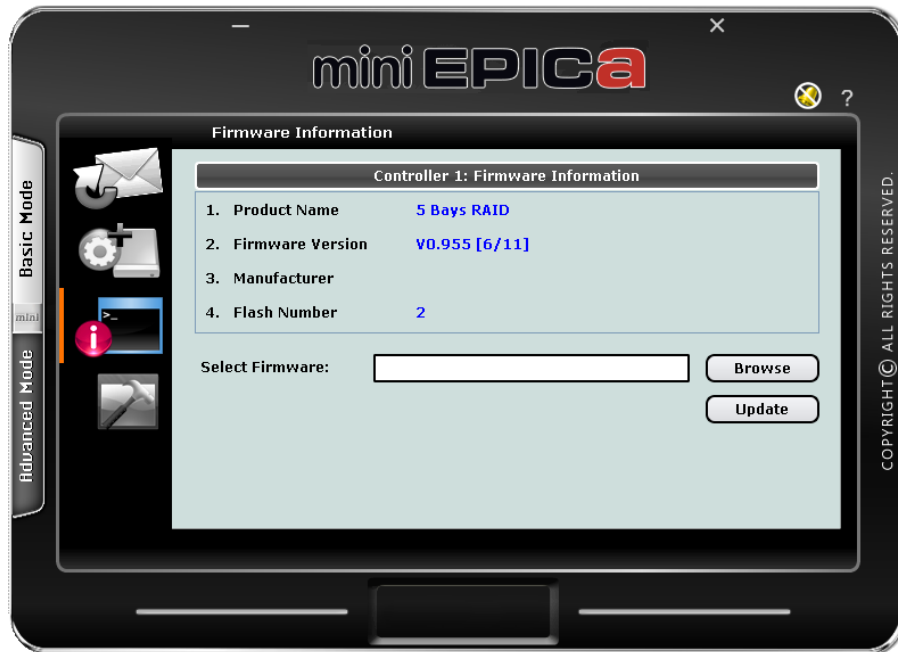 mini EPICa
?
Firmware Information
Controller 1: Firmware Information
1. Product Name 5 Bays RAID
2. Firmware Version V0.955 [6/11]
3. Manufacturer
4. Flash Number 2
Select Firmware: Browse
Update
Basic Mode
mini
Advanced Mode
COPYRIGHT © ALL RIGHTS RESERVED.